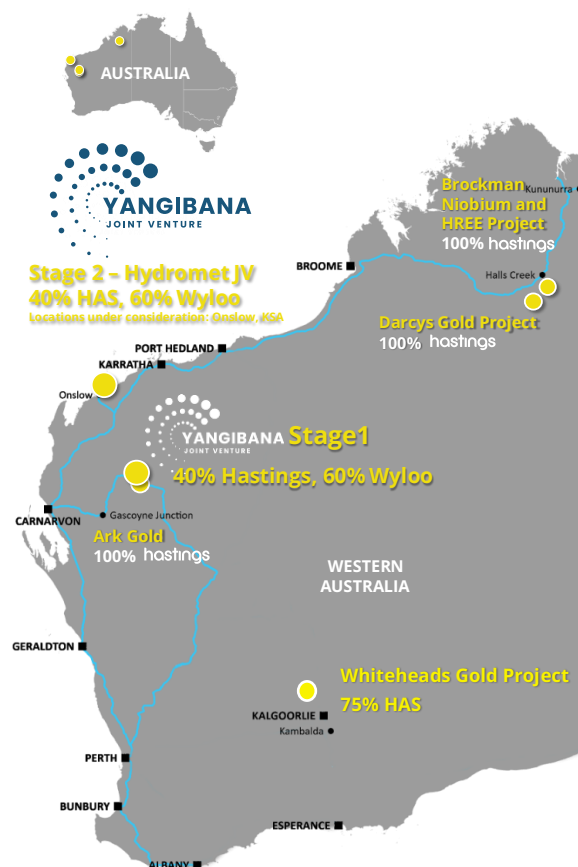 AUSTRALIA
YANGIBANA
JOINT VENTURE
Stage 2 – Hydromet JV
40% HAS, 60% Wyloo
Locations under consideration: Onslow, KSA
Brockman
Niobium and
HREE Project
100% hastings
Kununurra
BROOME
Halls Creek
Darcys Gold Project
100% hastings
PORT HEDLAND
KARRATHA
Onslow
YANGIBANA Stage1
JOINT VENTURE
40% Hastings, 60% Wyloo
CARNARVON
Gascoyne Junction
Ark Gold
100% hastings
WESTERN
AUSTRALIA
GERALDTON
Whiteheads Gold Project
75% HAS
KALGOORLIE
Kambalda
PERTH
BUNBURY
ESPERANCE
ALBANY